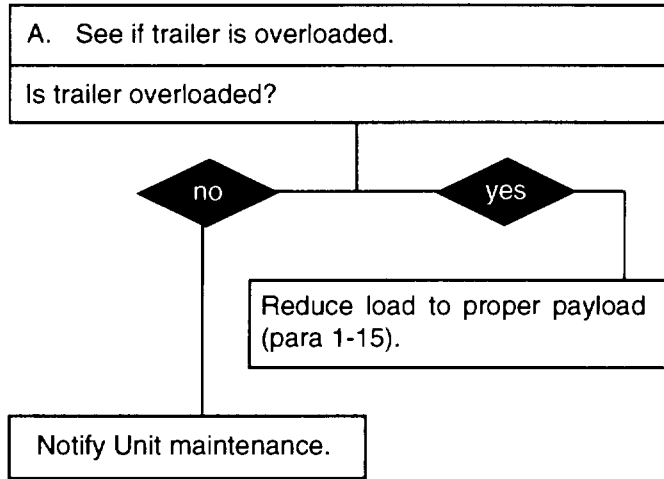 A. See if trailer is overloaded.
Is trailer overloaded?
no
yes
Reduce load to proper payload
(para 1-15).
Notify Unit maintenance.